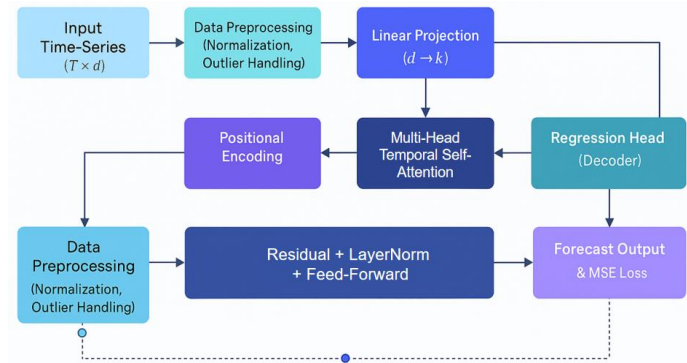 Input
Time-Series
(T × d)
Data Preprocessing
(Normalization,
Outlier Handling)
Linear Projection
(d → k)
Positional
Encoding
Multi-Head
Temporal Self-
Attention
Regression Head
(Decoder)
Data
Preprocessing
(Normalization,
Outlier Handling)
Residual + LayerNorm
+ Feed-Forward
Forecast Output
& MSE Loss